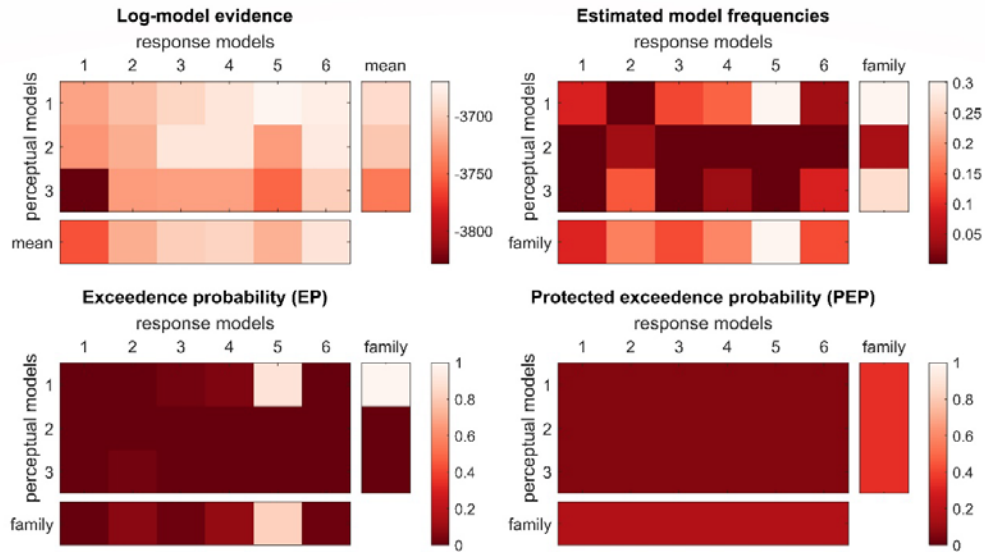 Log-model evidence
response models
1 2 3 4 5 6 mean
perceptual models
1
2
3
mean
-3700
-3750
-3800
Estimated model frequencies
response models
1 2 3 4 5 6 family
perceptual models
1
2
3
family
0.3
0.25
0.2
0.15
0.1
0.05
Exceedence probability (EP)
response models
1 2 3 4 5 6 family
perceptual models
1
2
3
family
1
0.8
0.6
0.4
0.2
0
Protected exceedence probability (PEP)
response models
1 2 3 4 5 6 family
perceptual models
1
2
3
family
1
0.8
0.6
0.4
0.2
0